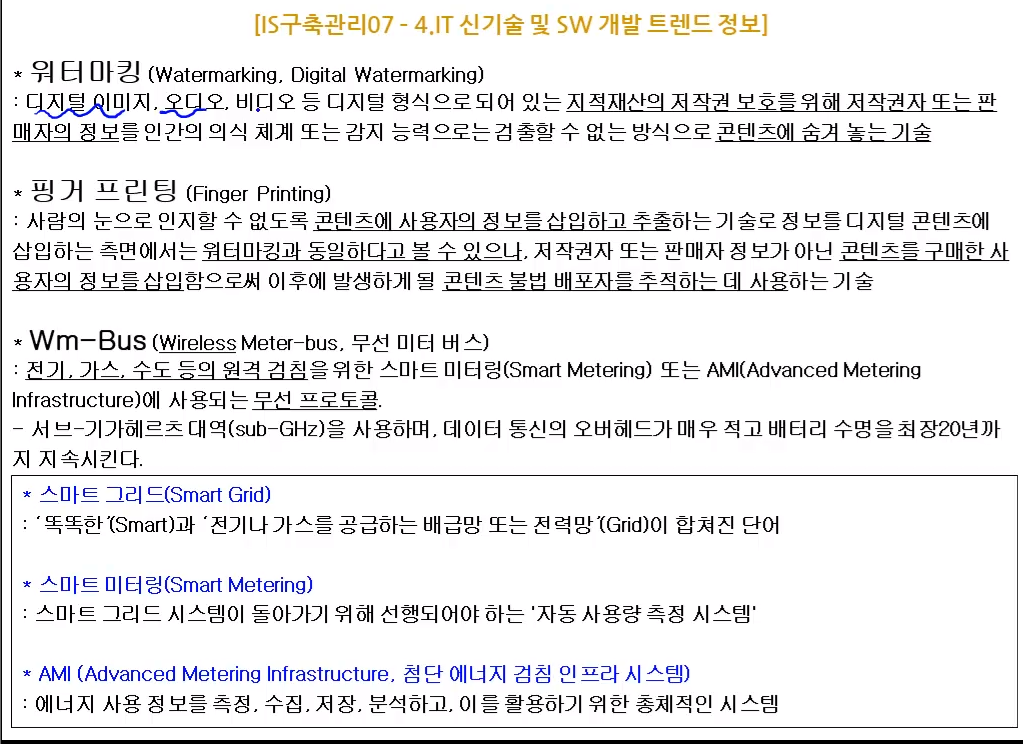 [IS구축관리07 - 4.IT 신기술 및 SW 개발 트렌드 정보]
* 워터마킹 (Watermarking, Digital Watermarking)
: 디지털 이미지, 오디오, 비디오 등 디지털 형식으로 되어 있는 지적재산의 저작권 보호를 위해 저작권자 또는 판
매자의 정보를 인간의 의식 체계 또는 감지 능력으로는 검출할 수 없는 방식으로 콘텐츠에 숨겨 놓는 기술
* 핑거 프린팅 (Finger Printing)
: 사람의 눈으로 인지할 수 없도록 콘텐츠에 사용자의 정보를 삽입하고 추출하는 기술로 정보를 디지털 콘텐츠에
삽입하는 측면에서는 워터마킹과 동일하다고 볼 수 있으나, 저작권자 또는 판매자 정보가 아닌 콘텐츠를 구매한 사
용자의 정보를 삽입함으로써 이후에 발생하게 될 콘텐츠 불법 배포자를 추적하는 데 사용하는 기술
* Wm-Bus (Wireless Meter-bus, 무선 미터 버스)
: 전기, 가스, 수도 등의 원격 검침을 위한 스마트 미터링(Smart Metering) 또는 AMI(Advanced Metering
Infrastructure)에 사용되는 무선 프로토콜.
- 서브-기가헤르츠 대역(sub-GHz)을 사용하며, 데이터 통신의 오버헤드가 매우 적고 배터리 수명을 최장20년까
지 지속시킨다.
* 스마트 그리드(Smart Grid)
: ´똑똑한´(Smart)과 ´전기나 가스를 공급하는 배급망 또는 전력망´(Grid)이 합쳐진 단어
* 스마트 미터링(Smart Metering)
: 스마트 그리드 시스템이 돌아가기 위해 선행되어야 하는 '자동 사용량 측정 시스템'
* AMI (Advanced Metering Infrastructure, 첨단 에너지 검침 인프라 시스템)
: 에너지 사용 정보를 측정, 수집, 저장, 분석하고, 이를 활용하기 위한 총체적인 시스템